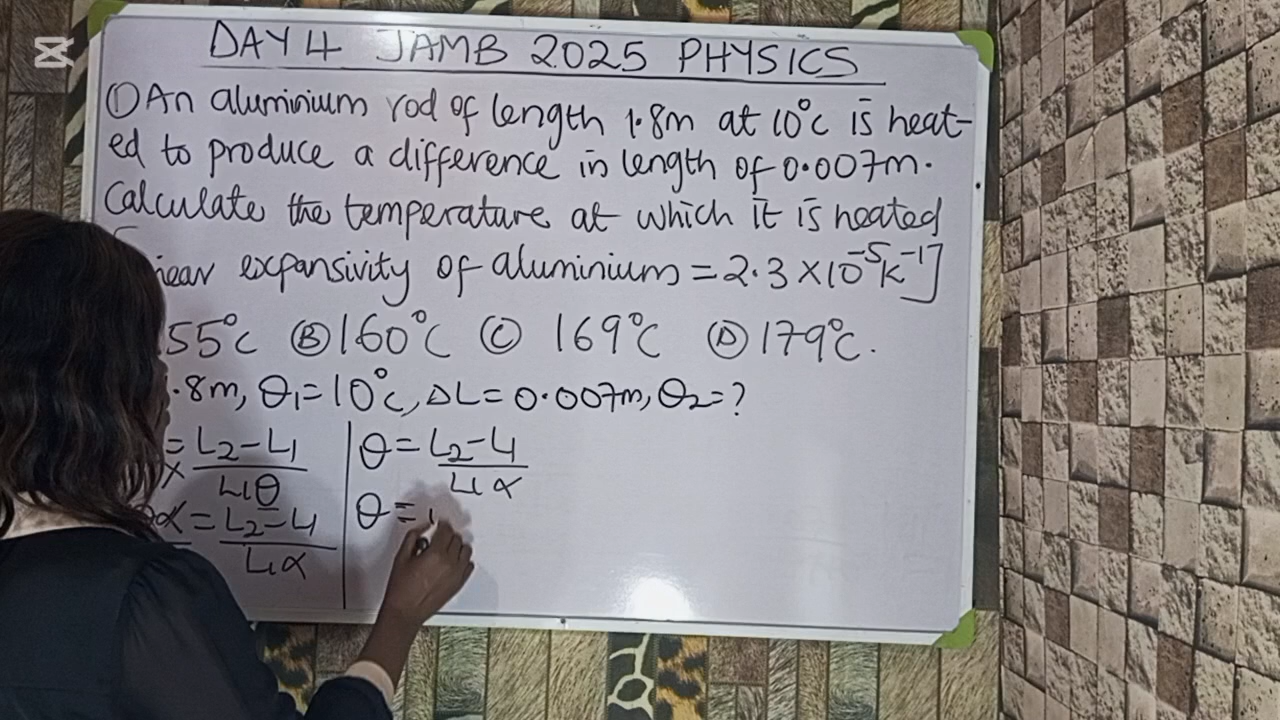 DAY 4 JAMB 2025 PHYSICS
① An aluminium rod of length 1.8m at 10°c is heat-
ed to produce a difference in length of 0.007m.
Calculate the temperature at which it is heated
near expansivity of aluminium = 2.3 × 10⁻⁵k⁻¹]
55°c Ⓑ 160°c Ⓒ 169°c Ⓓ 179°c.
.8m, θ₁ = 10°c, ΔL = 0.007m, θ₂ = ?
= L₂ - L₁ / L₁θ
α = L₂ - L₁ / L₁α
θ = L₂ - L₁ / L₁α
θ =